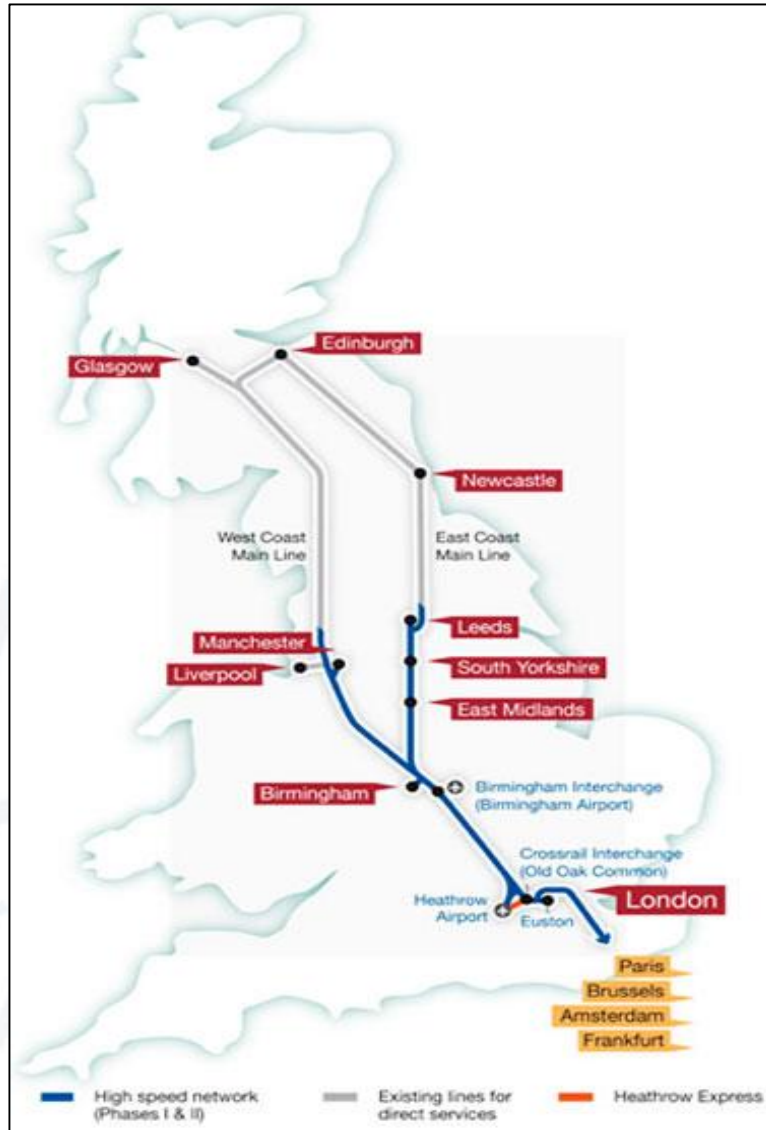 Edinburgh
Glasgow
Newcastle
West Coast
Main Line
East Coast
Main Line
Leeds
Manchester
South Yorkshire
Liverpool
East Midlands
Birmingham
Birmingham Interchange
(Birmingham Airport)
Crossrail Interchange
(Old Oak Common)
London
Heathrow
Airport
Euston
Paris
Brussels
Amsterdam
Frankfurt
High speed network
(Phases I & II)
Existing lines for
direct services
Heathrow Express